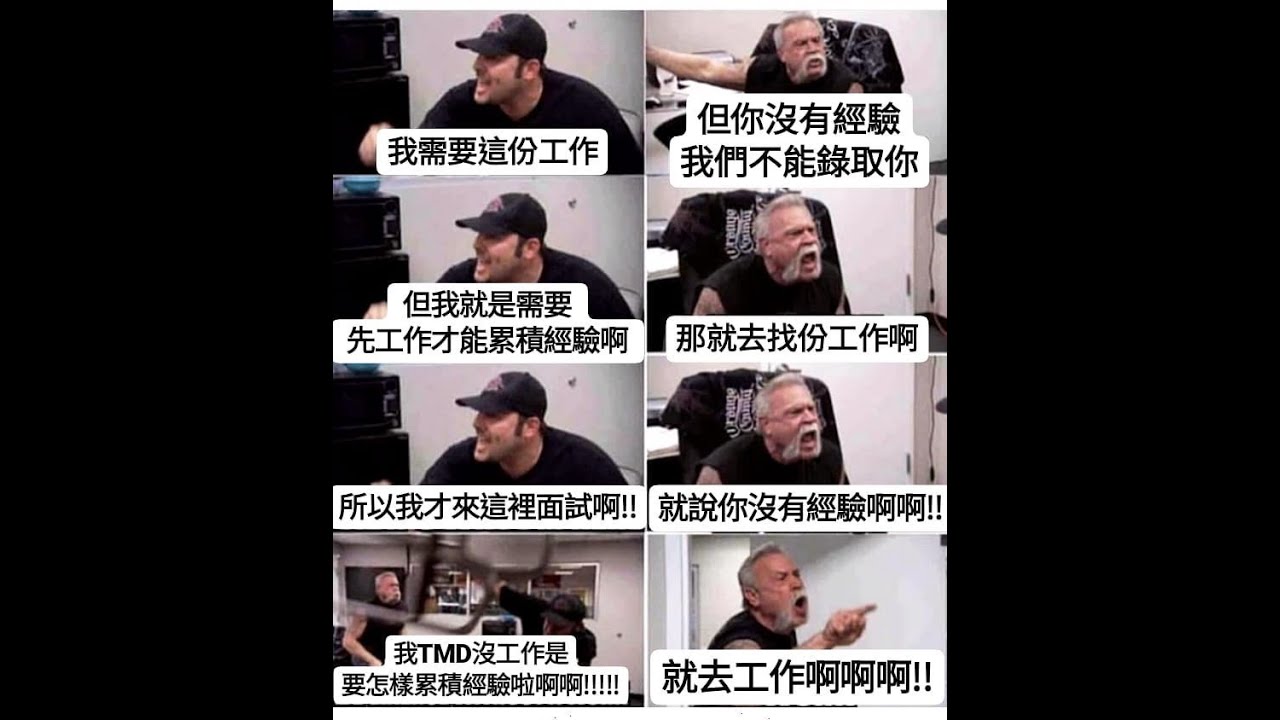 我需要這份工作
但你沒有經驗
我們不能錄取你
但我就是需要
先工作才能累積經驗啊
那就去找份工作啊
所以我才來這裡面試啊!!
就說你沒有經驗啊啊!!
我TMD沒工作是
要怎樣累積經驗啦啊啊!!!!!
就去工作啊啊啊!!